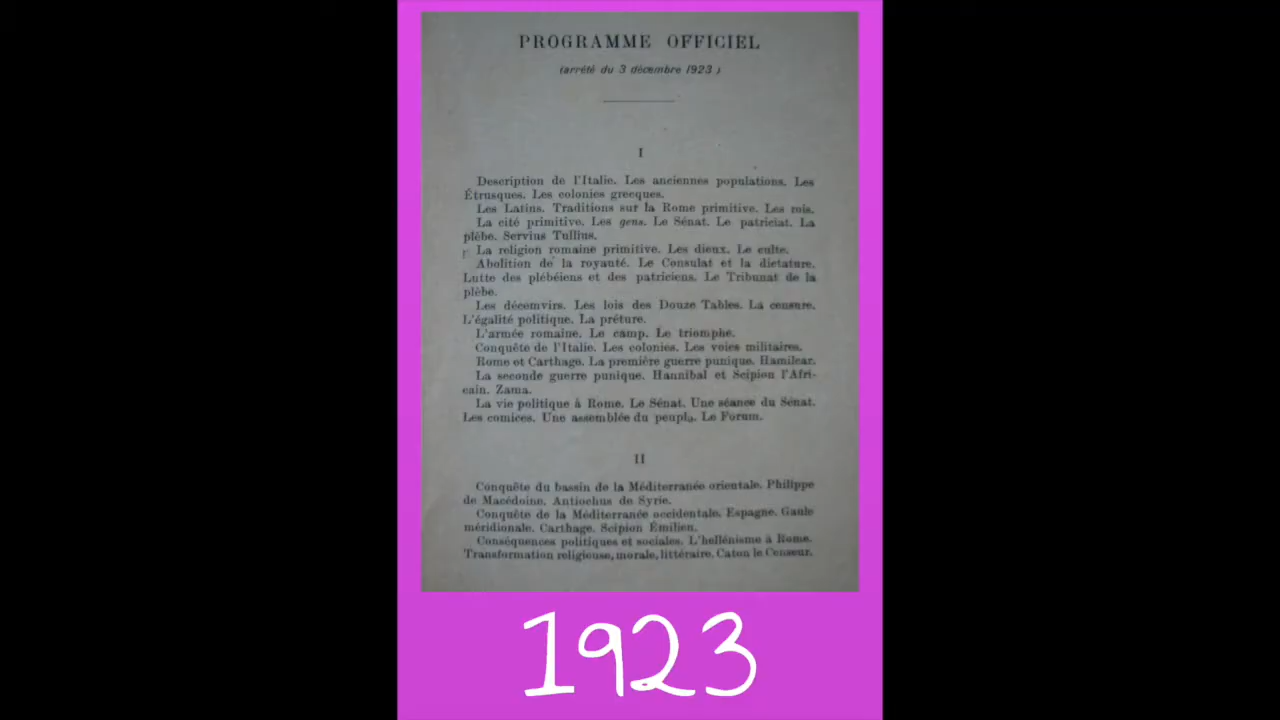 PROGRAMME OFFICIEL
(arrêté du 3 décembre 1923)
I
Description de l'Italie. Les anciennes populations. Les
Étrusques. Les colonies grecques.
Les Latins. Traditions sur la Rome primitive. Les rois.
La cité primitive. Les gens. Le Sénat. Le patriciat. La
plèbe. Servius Tullius.
La religion romaine primitive. Les dieux. Le culte.
Abolition de la royauté. Le Consulat et la dictature.
Lutte des plébéiens et des patriciens. Le Tribunat de la
plèbe.
Les décemvirs. Les lois des Douze Tables. La censure.
L'égalité politique. La préture.
L'armée romaine. Le camp. Le triomphe.
Conquête de l'Italie. Les colonies. Les voies militaires.
Rome et Carthage. La première guerre punique. Hamilcar.
La seconde guerre punique. Hannibal et Scipion l'Afri-
cain. Zama.
La vie politique à Rome. Le Sénat. Une séance du Sénat.
Les comices. Une assemblée du peuple. Le Forum.
II
Conquête du bassin de la Méditerranée orientale. Philippe
de Macédoine. Antiochus de Syrie.
Conquête de la Méditerranée occidentale. Espagne. Gaule
méridionale. Carthage. Scipion Émilien.
Conséquences politiques et sociales. L'hellénisme à Rome.
Transformation religieuse, morale, littéraire. Caton le Censeur.
1923